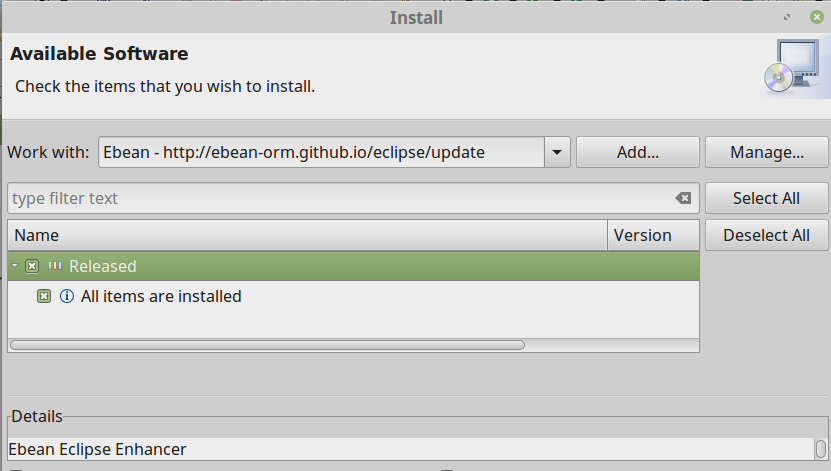 Install
Available Software
Check the items that you wish to install.
Work with: Ebean - http://ebean-orm.github.io/eclipse/update Add... Manage...
type filter text Select All
Name Version Deselect All
Released
All items are installed
Details
Ebean Eclipse Enhancer